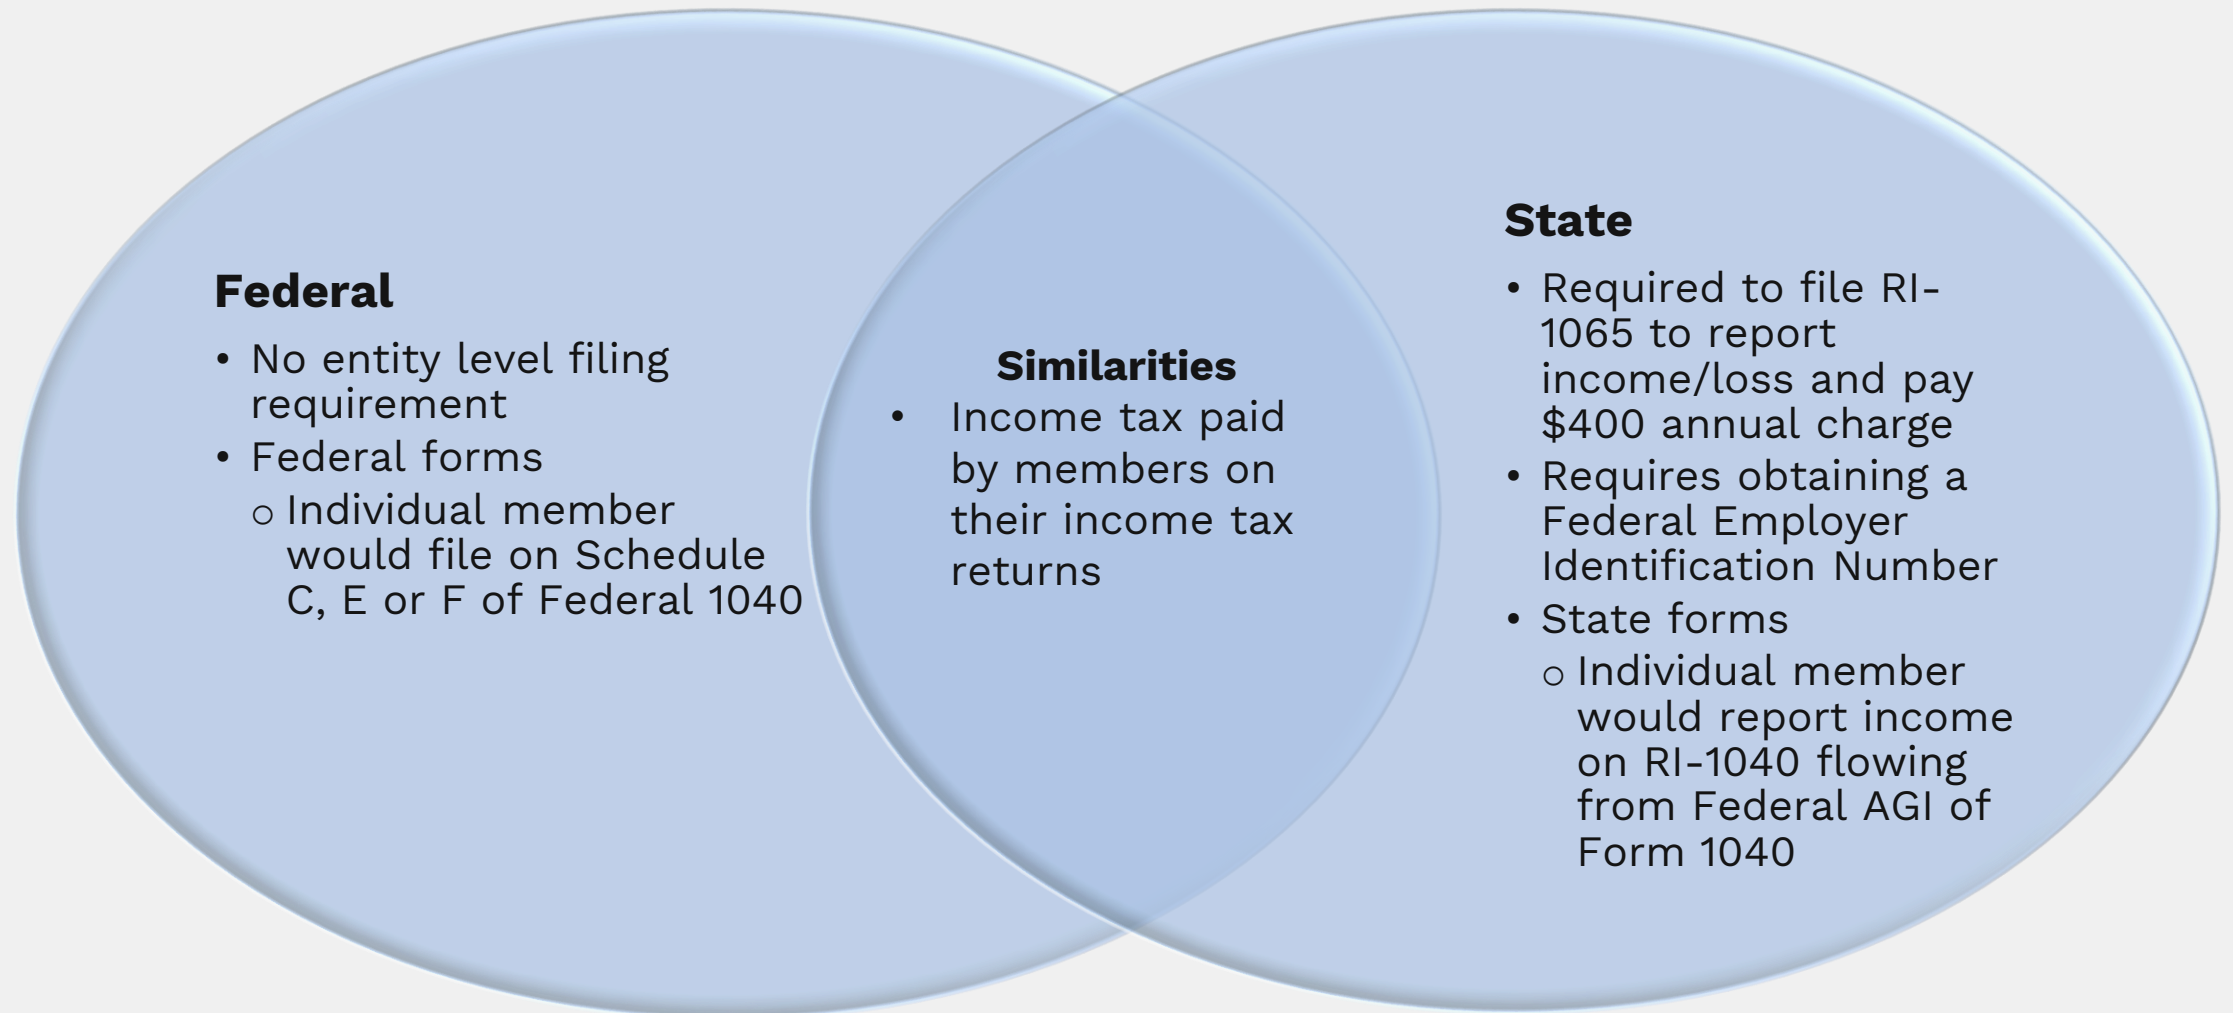 Federal
• No entity level filing
requirement
• Federal forms
○ Individual member
would file on Schedule
C, E or F of Federal 1040
Similarities
• Income tax paid
by members on
their income tax
returns
State
• Required to file RI-
1065 to report
income/loss and pay
$400 annual charge
• Requires obtaining a
Federal Employer
Identification Number
• State forms
○ Individual member
would report income
on RI-1040 flowing
from Federal AGI of
Form 1040